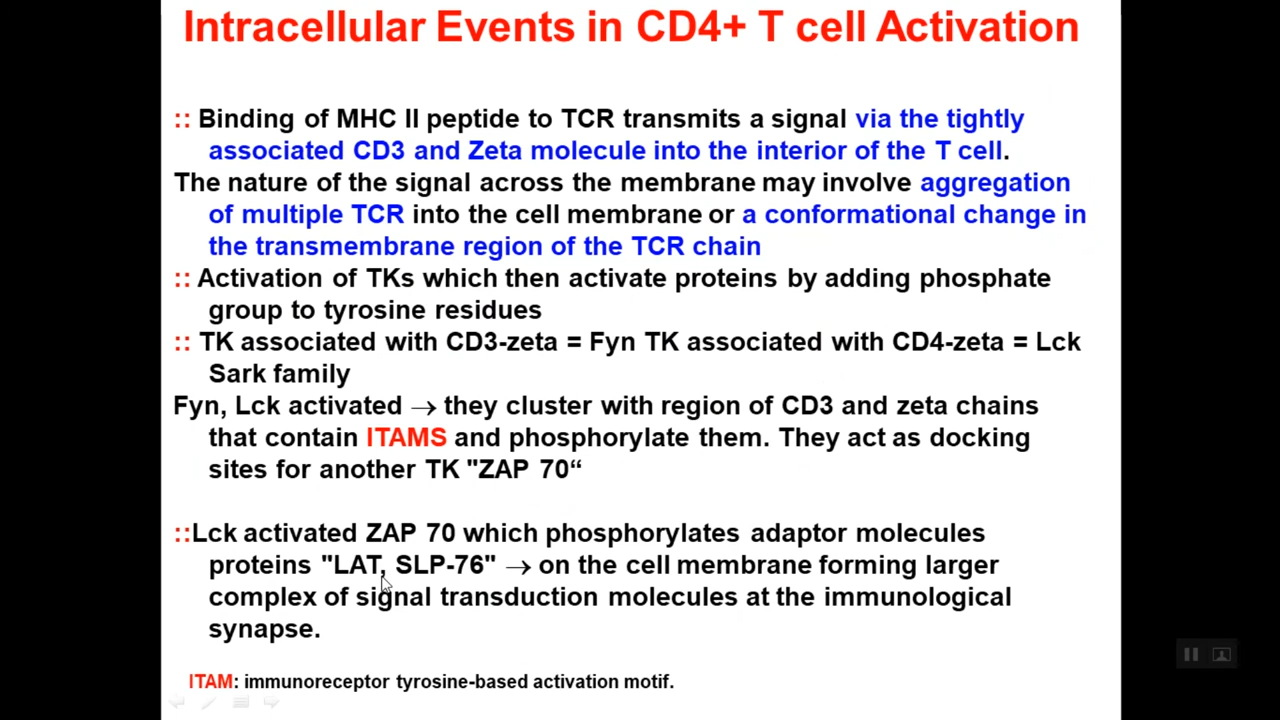 Intracellular Events in CD4+ T cell Activation
:: Binding of MHC II peptide to TCR transmits a signal via the tightly
associated CD3 and Zeta molecule into the interior of the T cell.
The nature of the signal across the membrane may involve aggregation
of multiple TCR into the cell membrane or a conformational change in
the transmembrane region of the TCR chain
:: Activation of TKs which then activate proteins by adding phosphate
group to tyrosine residues
:: TK associated with CD3-zeta = Fyn TK associated with CD4-zeta = Lck
Sark family
Fyn, Lck activated → they cluster with region of CD3 and zeta chains
that contain ITAMS and phosphorylate them. They act as docking
sites for another TK "ZAP 70“
::Lck activated ZAP 70 which phosphorylates adaptor molecules
proteins "LAT, SLP-76" → on the cell membrane forming larger
complex of signal transduction molecules at the immunological
synapse.
ITAM: immunoreceptor tyrosine-based activation motif.